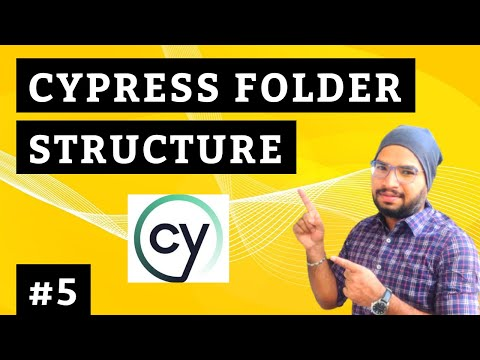 CYPRESS FOLDER
STRUCTURE
cy
#5